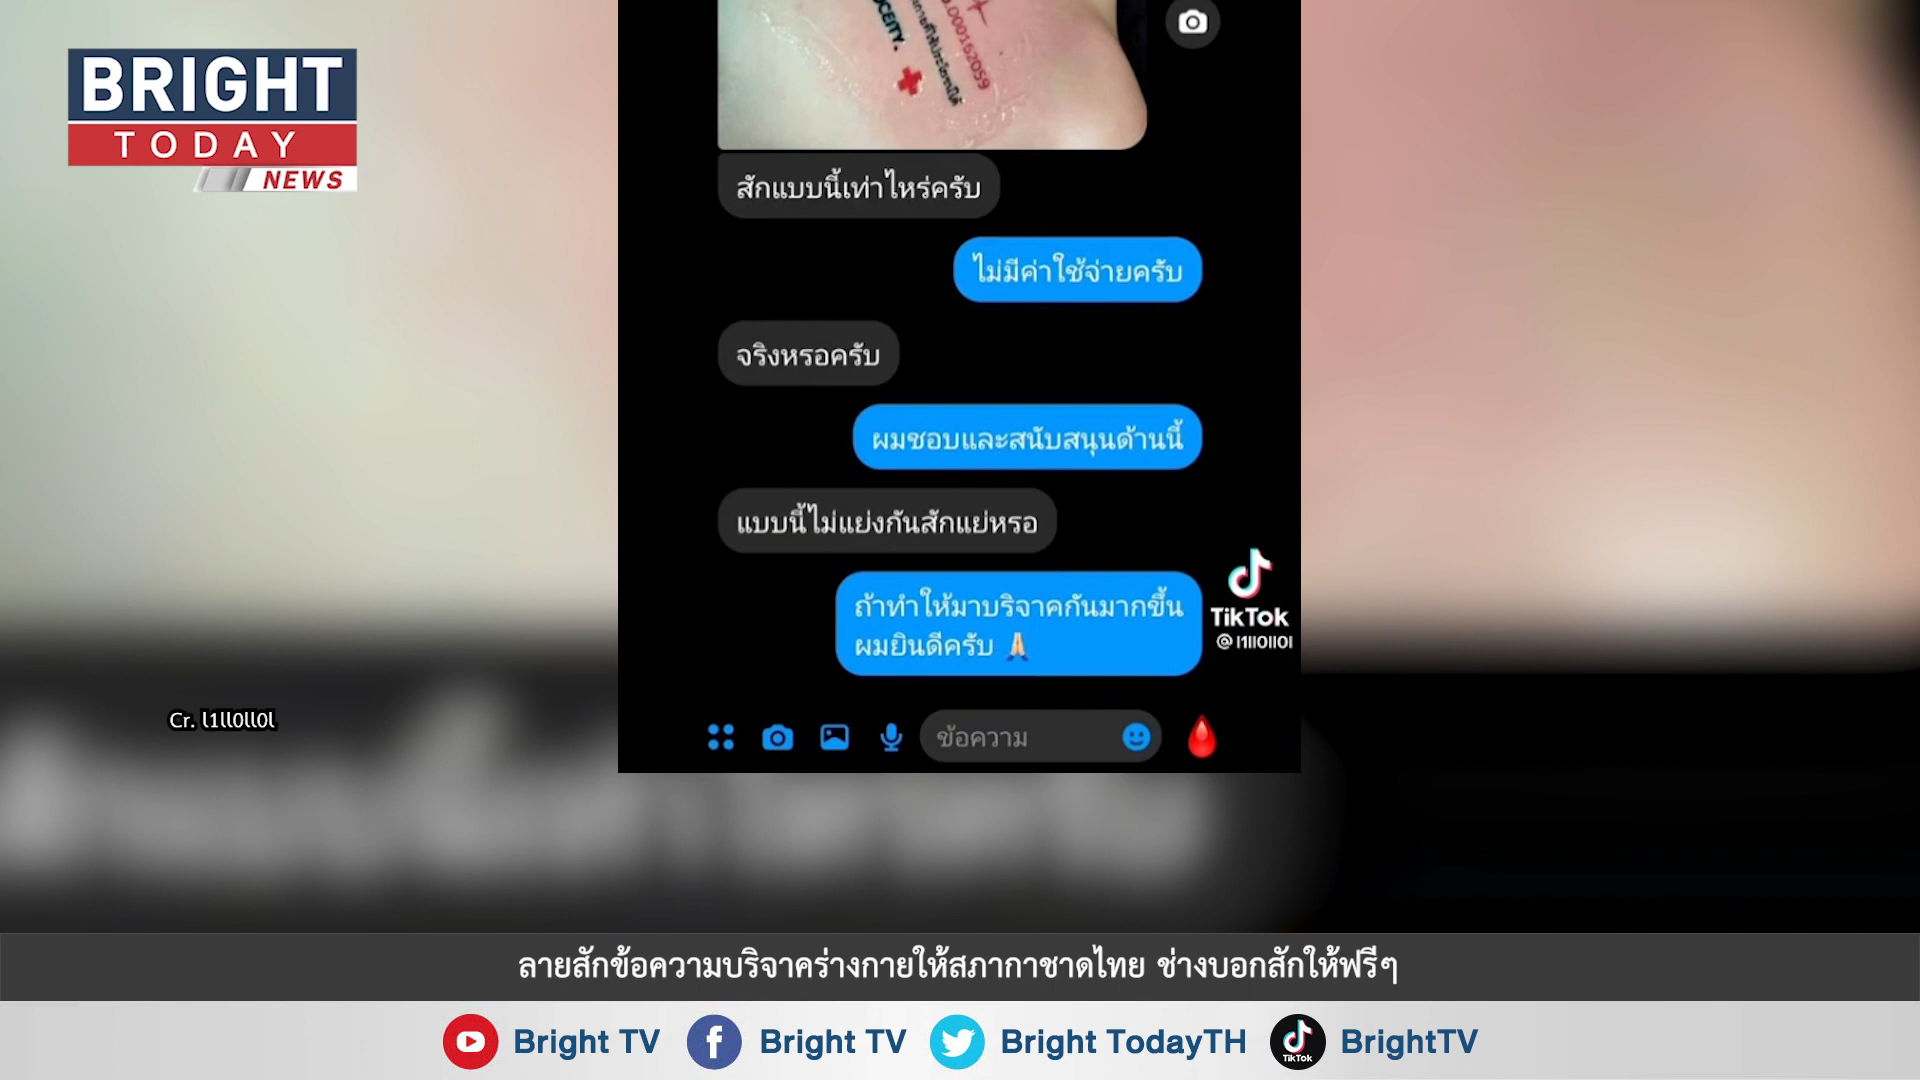 BRIGHT
TODAY
NEWS
No.000162059
สักแบบนี้เท่าไหร่ครับ
ไม่มีค่าใช้จ่ายครับ
จริงหรอครับ
ผมชอบและสนับสนุนด้านนี้
แบบนี้ไม่แย่งกันสักแย่หรอ
ถ้าทำให้มาบริจาคกันมากขึ้น
ผมยินดีครับ 🙏🏻
TikTok
@l1ll0ll0l
ข้อความ
Cr. l1ll0ll0l
ลายสักข้อความบริจาคร่างกายให้สภากาชาดไทย ช่างบอกสักให้ฟรีๆ
Bright TV
Bright TV
Bright TodayTH
TikTok
BrightTV